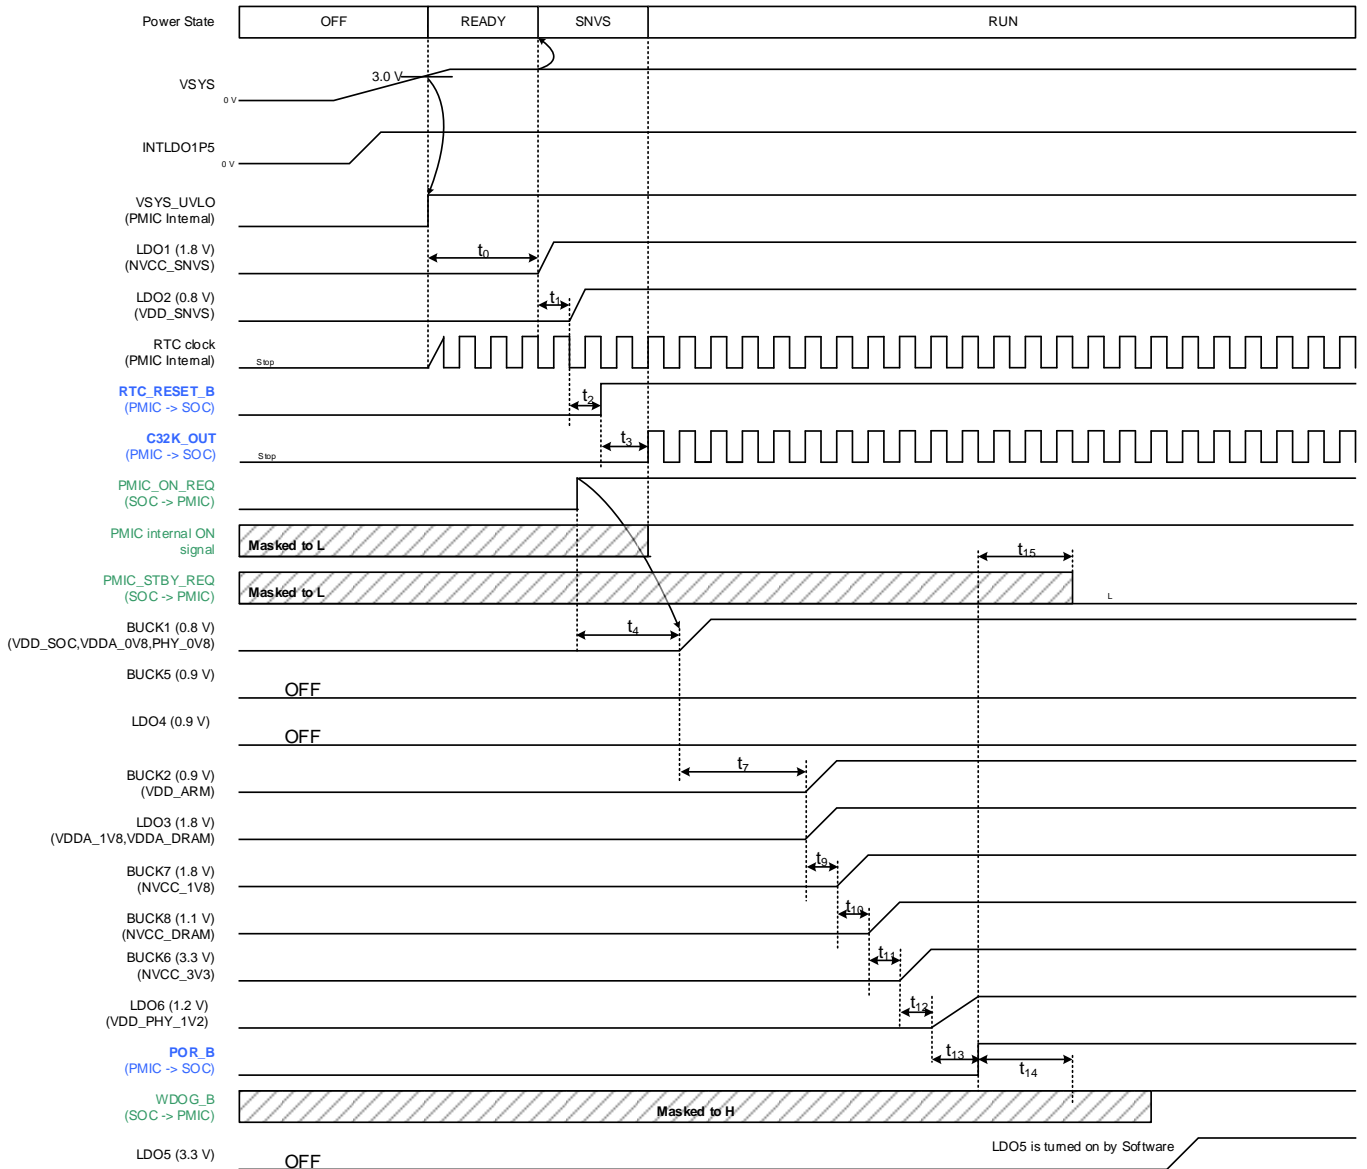 Power State OFF READY SNVS RUN
3.0 V
VSYS
0 V
INTLDO1P5
0 V
VSYS_UVLO
(PMIC Internal)
LDO1 (1.8 V)
(NVCC_SNVS)
t0
LDO2 (0.8 V)
(VDD_SNVS)
t1
RTC clock
(PMIC Internal)
Stop
RTC_RESET_B
(PMIC -> SOC)
t2
C32K_OUT
(PMIC -> SOC)
Stop
t3
PMIC_ON_REQ
(SOC -> PMIC)
PMIC internal ON
signal
Masked to L
t15
PMIC_STBY_REQ
(SOC -> PMIC)
Masked to L
L
BUCK1 (0.8 V)
(VDD_SOC,VDDA_0V8,PHY_0V8)
t4
BUCK5 (0.9 V)
OFF
LDO4 (0.9 V)
OFF
BUCK2 (0.9 V)
(VDD_ARM)
t7
LDO3 (1.8 V)
(VDDA_1V8,VDDA_DRAM)
BUCK7 (1.8 V)
(NVCC_1V8)
t9
BUCK8 (1.1 V)
(NVCC_DRAM)
t10
BUCK6 (3.3 V)
(NVCC_3V3)
t11
LDO6 (1.2 V)
(VDD_PHY_1V2)
t12
POR_B
(PMIC -> SOC)
t13
t14
WDOG_B
(SOC -> PMIC)
Masked to H
LDO5 (3.3 V)
OFF
LDO5 is turned on by Software